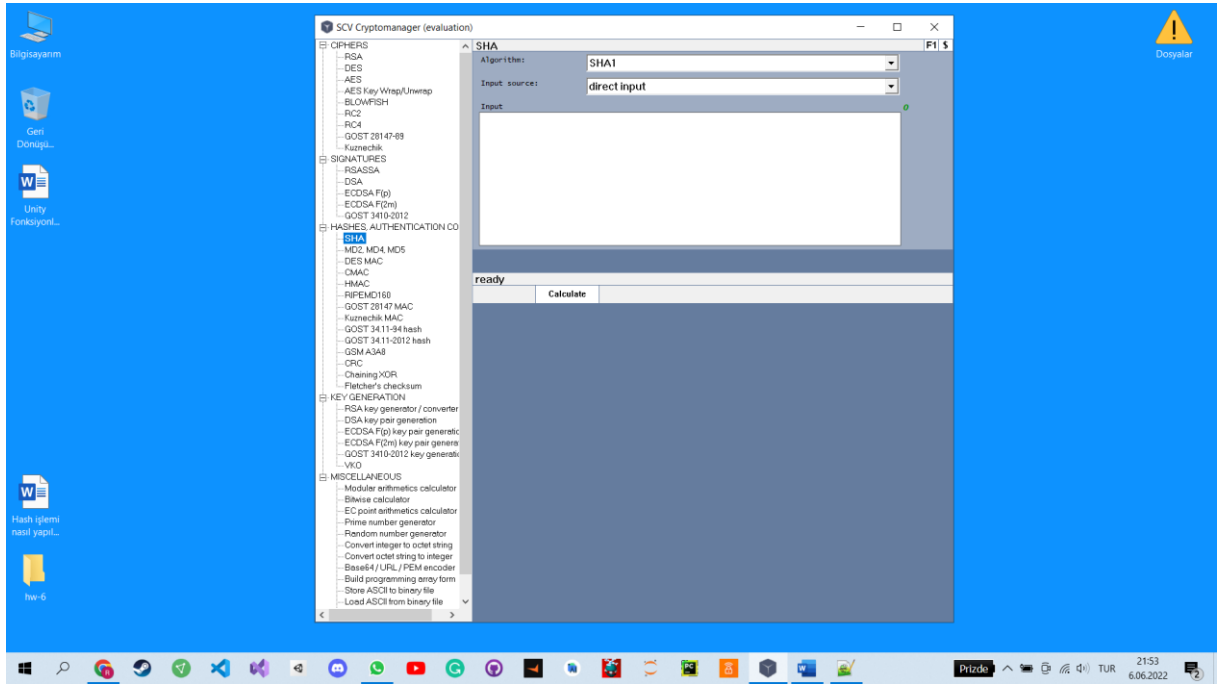 SCV Cryptomanager (evaluation)
Bilgisayarım
Geri
Dönüşü...
Unity
Fonksiyonl...
Hash işlemi
nasıl yapıl...
hw-6
Dosyalar
CIPHERS
RSA
DES
AES
AES Key Wrap/Unwrap
BLOWFISH
RC2
RC4
GOST 28147-89
Kuznechik
SIGNATURES
RSASSA
DSA
ECDSA F(p)
ECDSA F(2m)
GOST 3410-2012
HASHES, AUTHENTICATION CO
SHA
MD2, MD4, MD5
DES MAC
CMAC
HMAC
RIPEMD160
GOST 28147 MAC
Kuznechik MAC
GOST 34.11-94 hash
GOST 34.11-2012 hash
GSM A3A8
CRC
Chaining XOR
Fletcher's checksum
KEY GENERATION
RSA key generator / converter
DSA key pair generation
ECDSA F(p) key pair generatic
ECDSA F(2m) key pair genera
GOST 3410-2012 key generatic
VKO
MISCELLANEOUS
Modular arithmetics calculator
Bitwise calculator
EC point arithmetics calculator
Prime number generator
Random number generator
Convert integer to octet string
Convert octet string to integer
Base64 / URL / PEM encoder
Build programming array form
Store ASCII to binary file
Load ASCII from binary file
SHA F1 $
Algorithm: SHA1
Input source: direct input
Input 0
ready
Calculate
Prizde TUR 21:53
6.06.2022 2